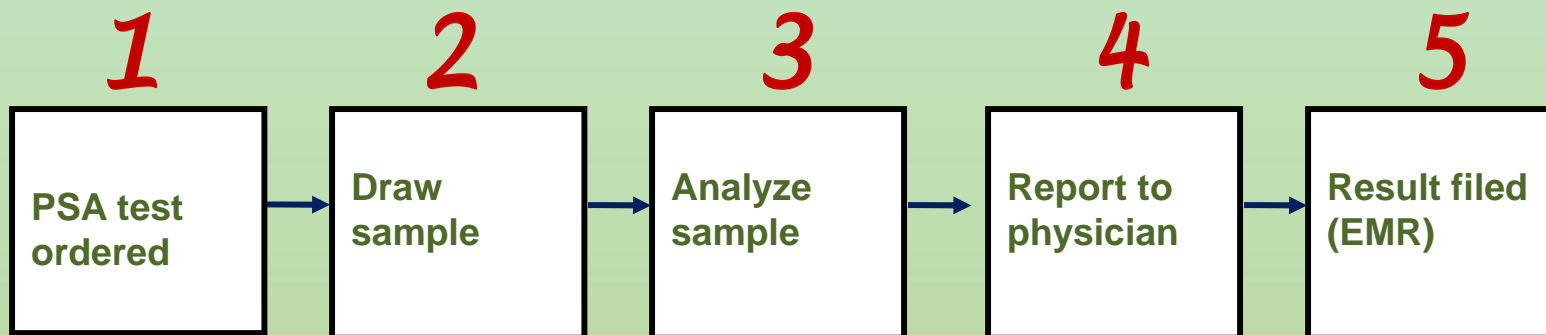 1
2
3
4
5
PSA test
ordered
Draw
sample
Analyze
sample
Report to
physician
Result filed
(EMR)